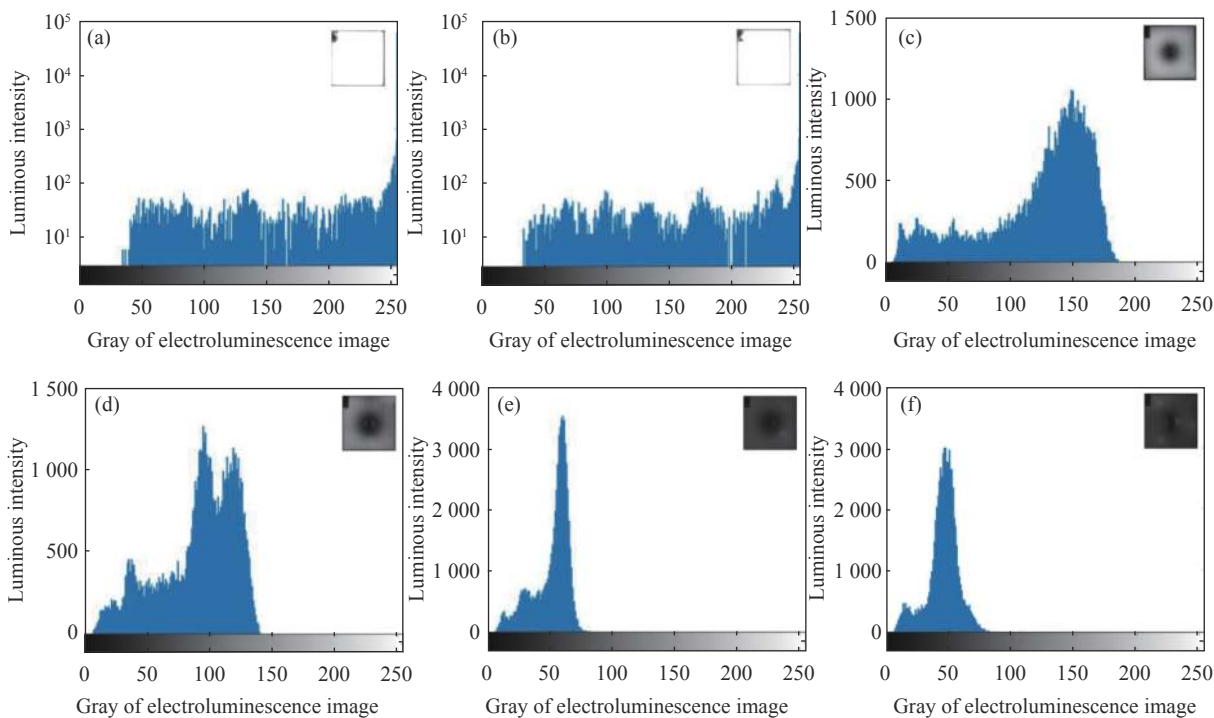 (a)
10⁵
10⁴
10³
10²
10¹
Luminous intensity
0 50 100 150 200 250
Gray of electroluminescence image
(b)
10⁵
10⁴
10³
10²
10¹
Luminous intensity
0 50 100 150 200 250
Gray of electroluminescence image
(c)
1 500
1 000
500
0
Luminous intensity
0 50 100 150 200 250
Gray of electroluminescence image
(d)
1 500
1 000
500
0
Luminous intensity
0 50 100 150 200 250
Gray of electroluminescence image
(e)
4 000
3 000
2 000
1 000
0
Luminous intensity
0 50 100 150 200 250
Gray of electroluminescence image
(f)
4 000
3 000
2 000
1 000
0
Luminous intensity
0 50 100 150 200 250
Gray of electroluminescence image